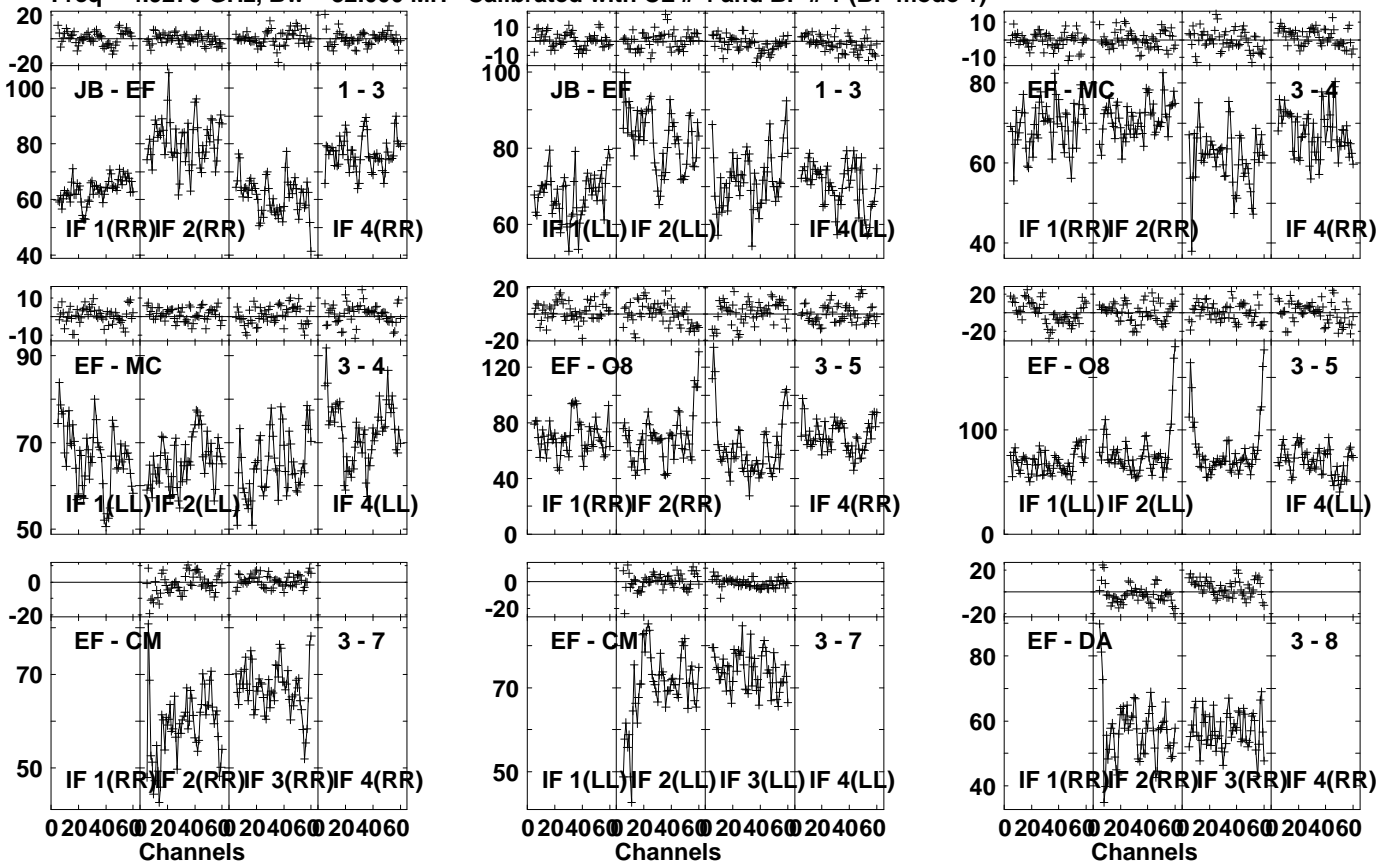 Freq = GHz, Bw = MH Calibrated with CL # and BP # (BP mode 1)
20
-20
100
80
60
40
JB - EF 1 - 3
IF 1(RR) IF 2(RR) IF 4(RR)
10
-10
100
80
60
JB - EF 1 - 3
IF 1(LL) IF 2(LL) IF 4(LL)
10
-10
80
60
40
EF - MC 3 - 4
IF 1(RR) IF 2(RR) IF 4(RR)
10
-10
90
70
50
EF - MC 3 - 4
IF 1(LL) IF 2(LL) IF 4(LL)
20
0
-20
120
80
40
0
EF - O8 3 - 5
IF 1(RR) IF 2(RR) IF 4(RR)
20
-20
100
0
EF - O8 3 - 5
IF 1(LL) IF 2(LL) IF 4(LL)
0
-20
70
50
EF - CM 3 - 7
IF 1(RR) IF 2(RR) IF 3(RR) IF 4(RR)
0 20 40 60 0 20 40 60 0 20 40 60 0 20 40 60
Channels
0
-20
70
50
EF - CM 3 - 7
IF 1(LL) IF 2(LL) IF 3(LL) IF 4(LL)
0 20 40 60 0 20 40 60 0 20 40 60 0 20 40 60
Channels
20
-20
80
60
40
EF - DA 3 - 8
IF 1(RR) IF 2(RR) IF 3(RR) IF 4(RR)
0 20 40 60 0 20 40 60 0 20 40 60 0 20 40 60
Channels